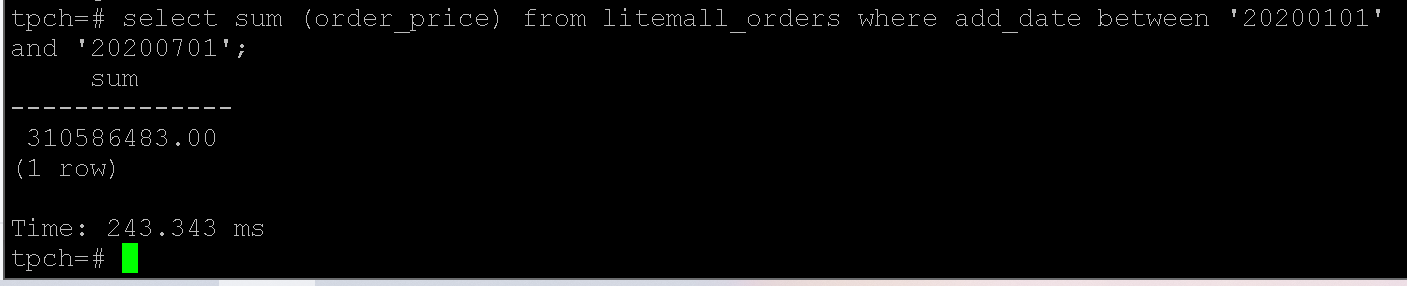 tpch=# select sum (order_price) from litemall_orders where add_date between '20200101'
and '20200701';
sum
--------------
310586483.00
(1 row)
Time: 243.343 ms
tpch=#